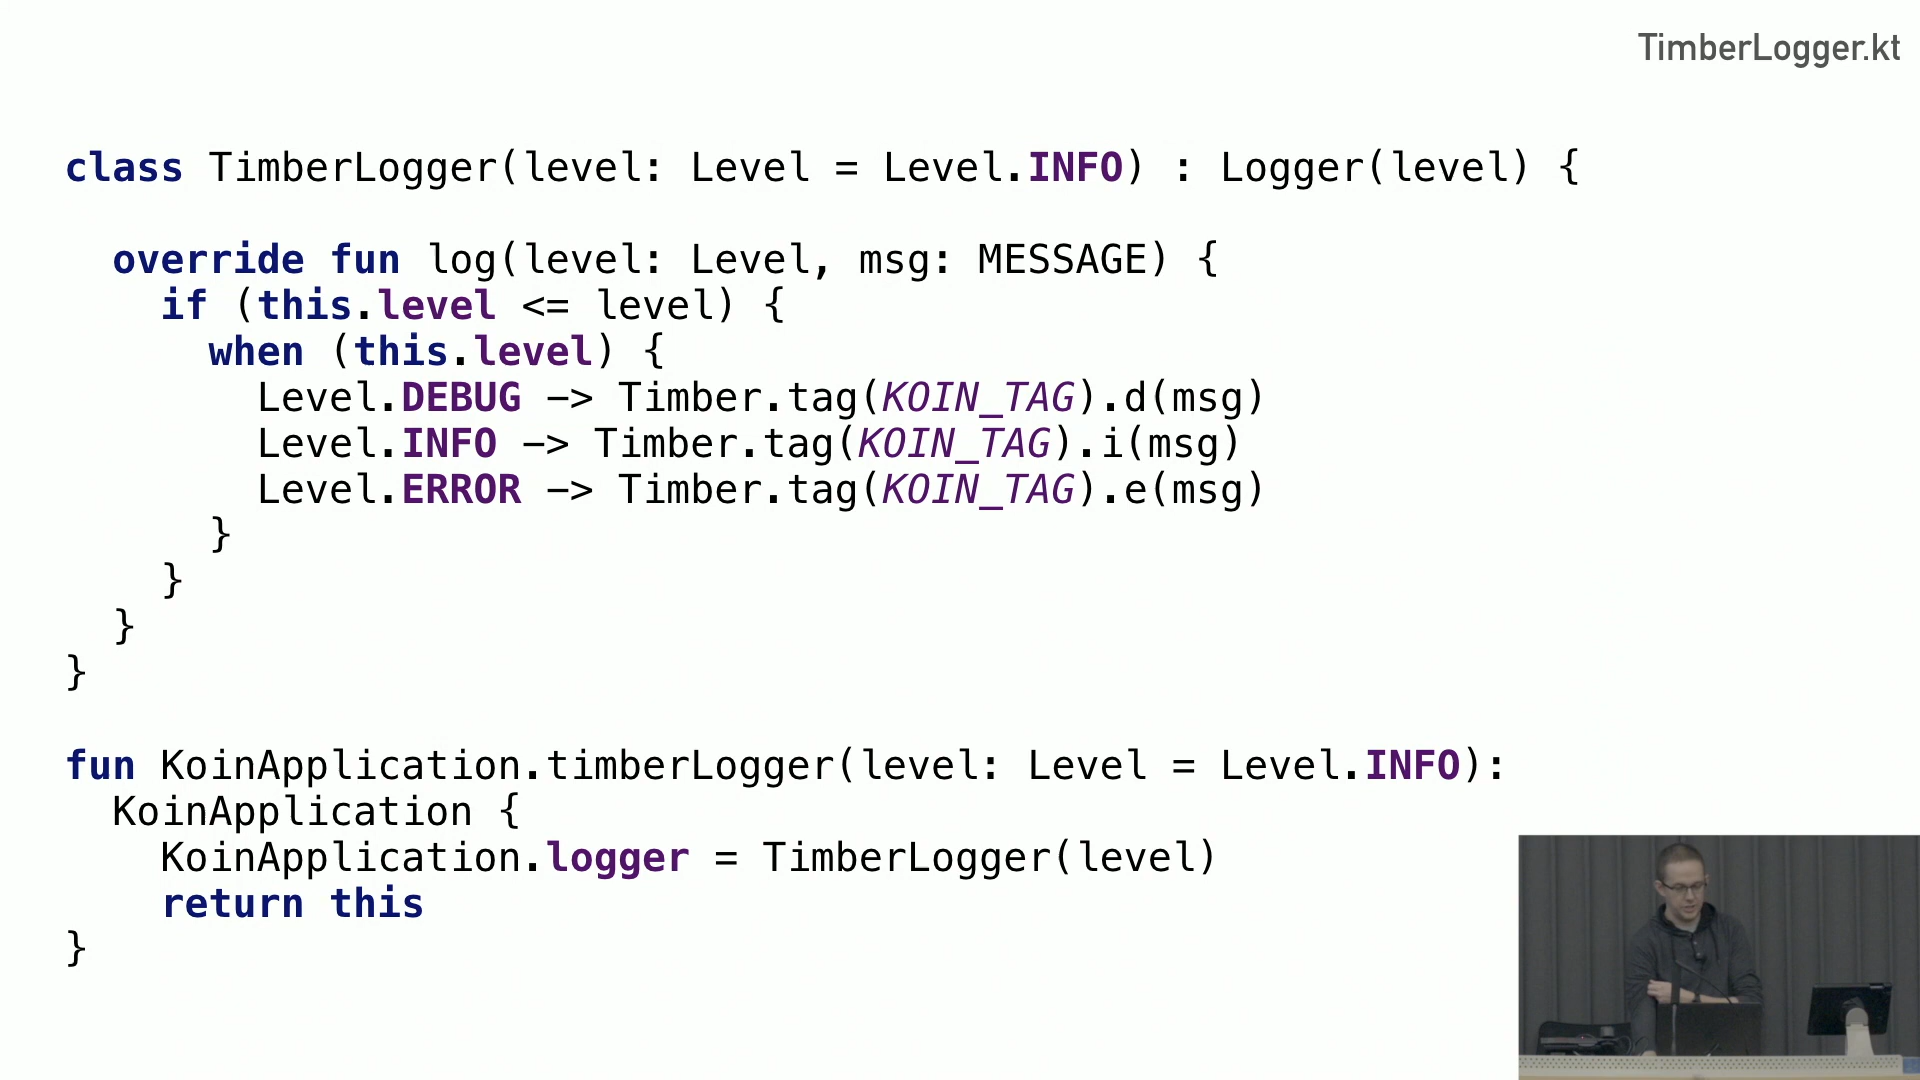 TimberLogger.kt
class TimberLogger(level: Level = Level.INFO) : Logger(level) {
override fun log(level: Level, msg: MESSAGE) {
if (this.level <= level) {
when (this.level) {
Level.DEBUG -> Timber.tag(KOIN_TAG).d(msg)
Level.INFO -> Timber.tag(KOIN_TAG).i(msg)
Level.ERROR -> Timber.tag(KOIN_TAG).e(msg)
}
}
}
}
fun KoinApplication.timberLogger(level: Level = Level.INFO):
KoinApplication {
KoinApplication.logger = TimberLogger(level)
return this
}